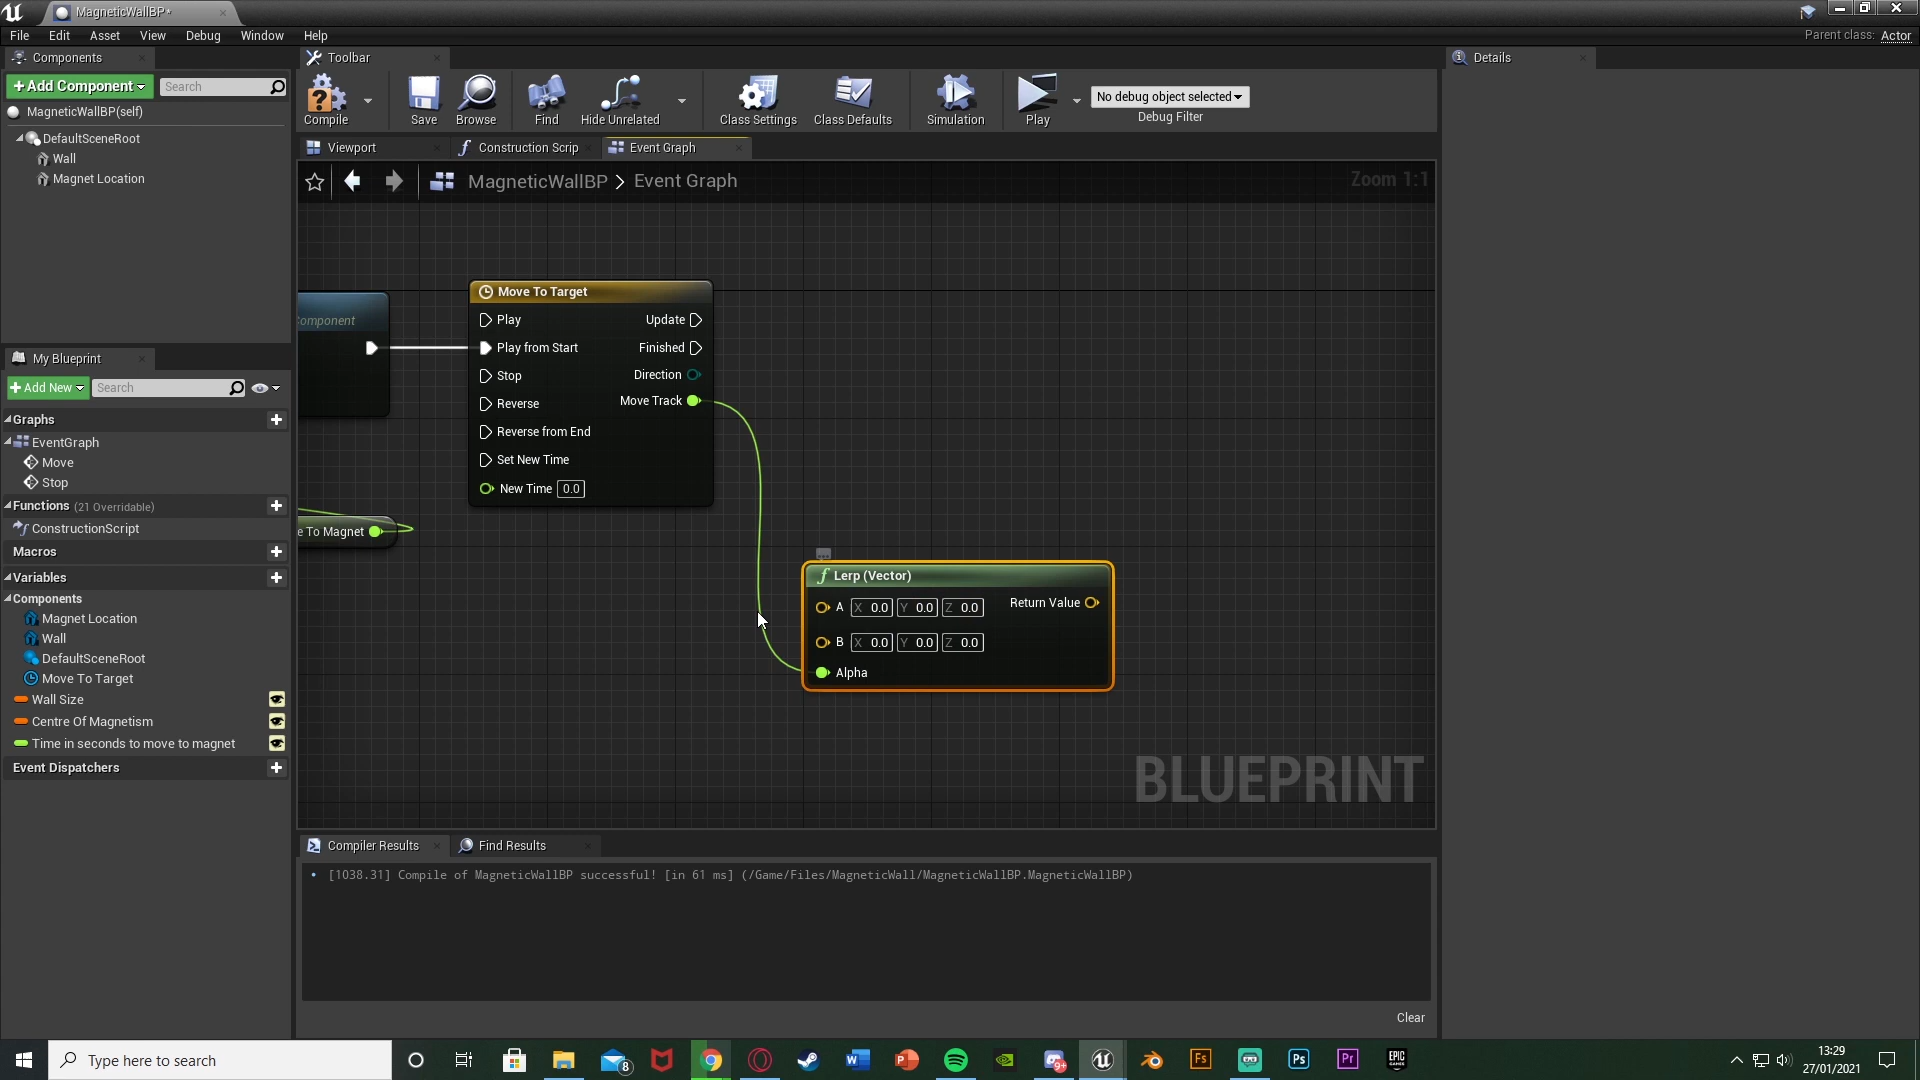 MagneticWallBP*
File Edit Asset View Debug Window Help
Parent class: Actor
Components
+Add Component
Search
MagneticWallBP(self)
DefaultSceneRoot
Wall
Magnet Location
My Blueprint
+Add New
Search
Graphs
EventGraph
Move
Stop
Functions (21 Overridable)
ConstructionScript
Macros
Variables
Components
Magnet Location
Wall
DefaultSceneRoot
Move To Target
Wall Size
Centre Of Magnetism
Time in seconds to move to magnet
Event Dispatchers
Toolbar
Compile
Save
Browse
Find
Hide Unrelated
Class Settings
Class Defaults
Simulation
Play
No debug object selected
Debug Filter
Viewport
Construction Scrip
Event Graph
MagneticWallBP > Event Graph
Zoom 1:1
omponent
e To Magnet
Move To Target
Play Update
Play from Start Finished
Stop Direction
Reverse Move Track
Reverse from End
Set New Time
New Time 0.0
f Lerp (Vector)
A X 0.0 Y 0.0 Z 0.0 Return Value
B X 0.0 Y 0.0 Z 0.0
Alpha
BLUEPRINT
Compiler Results
Find Results
[1038.31] Compile of MagneticWallBP successful! [in 61 ms] (/Game/Files/MagneticWall/MagneticWallBP.MagneticWallBP)
Clear
Details
Type here to search
8
W
P
9+
Fs
Ps
Pr
EPIC
GAMES
13:29
27/01/2021